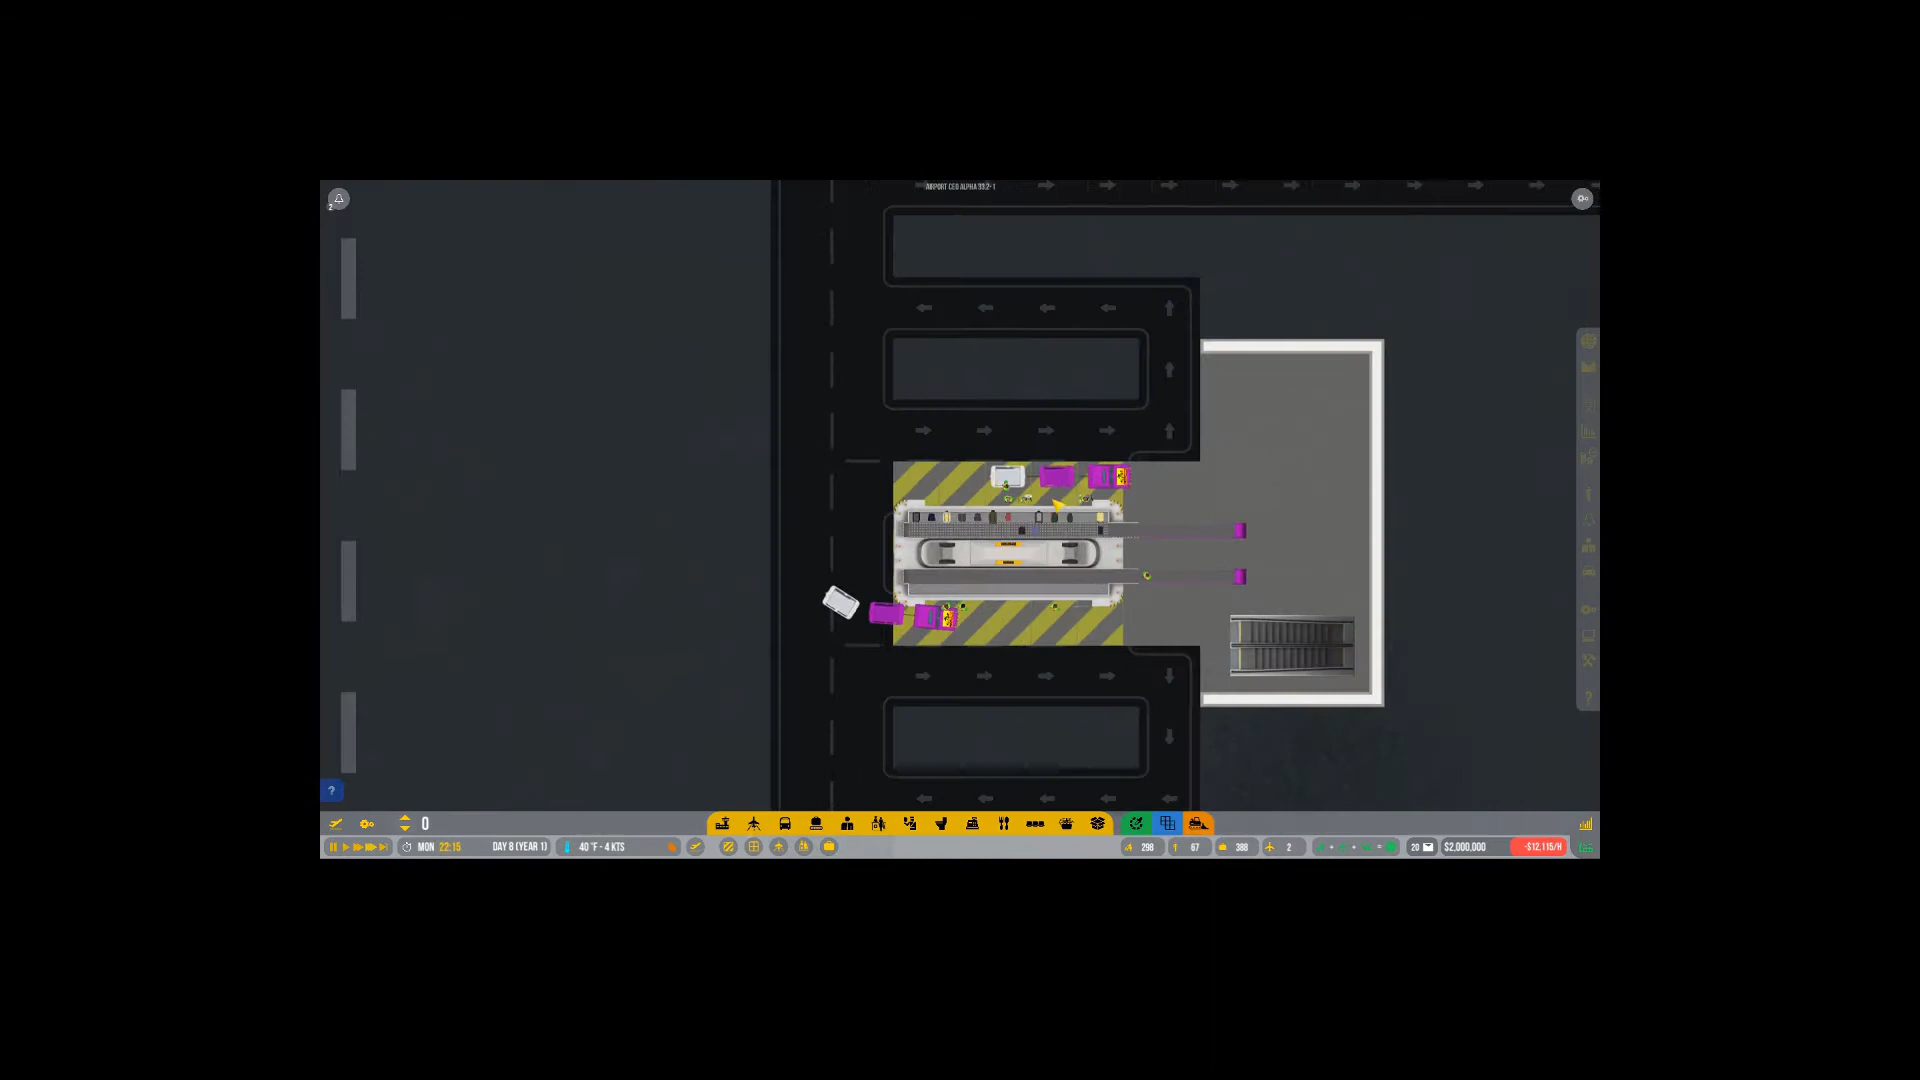 AIRPORT CEO ALPHA 33.2-1
2
?
0
MON 22:15 DAY 8 (YEAR 1) 40 °F - 4 KTS
298 67 388 2 20 $2,000,000 -$12,115/H